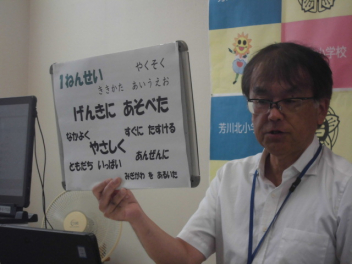 1ねんせい
やくそく
ききかた あいうえお
げんきに あそべた
なかよく
すぐに たすける
やさしく
ともだち いっぱい
あんぜんに
みぎがわ を あるいた
小学校
芳川北小